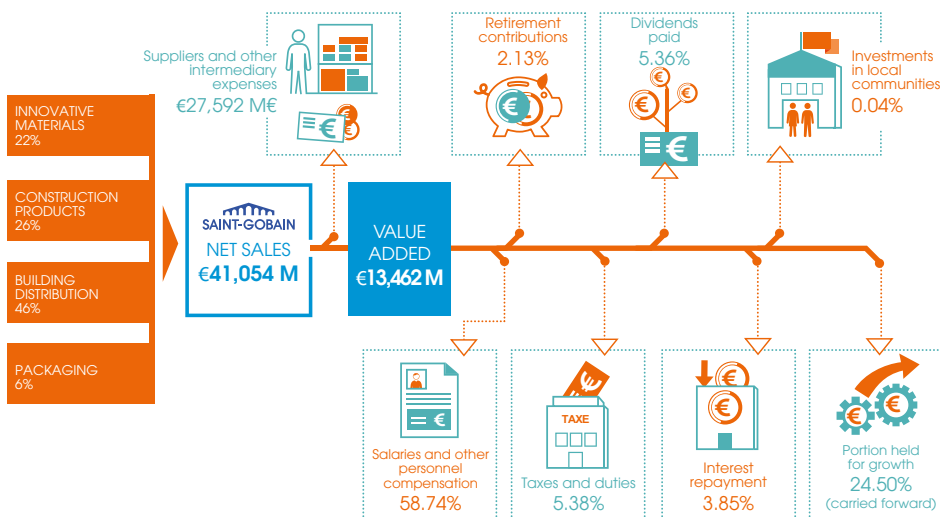 INNOVATIVE
MATERIALS
22%
CONSTRUCTION
PRODUCTS
26%
BUILDING
DISTRIBUTION
46%
PACKAGING
6%
SAINT-GOBAIN
NET SALES
€41,054 M
Suppliers and other
intermediary
expenses
€27,592 M€
€
VALUE
ADDED
€13,462 M
Retirement
contributions
2.13%
€
Dividends
paid
5.36%
€
€
€
€
Investments
in local
communities
0.04%
€
Salaries and other
personnel
compensation
58.74%
€
TAXE
Taxes and duties
5.38%
€
€
Interest
repayment
3.85%
€
€
Portion held
for growth
24.50%
(carried forward)